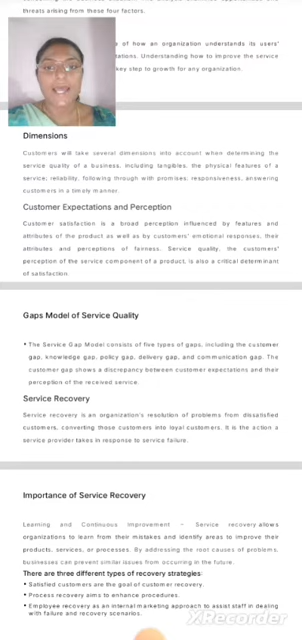 threats arising from these four factors.
of how an organization understands its users'
tations. Understanding how to improve the service
key step to growth for any organization.
Dimensions
Customers will take several dimensions into account when determining the
service quality of a business, including tangibles, the physical features of a
service; reliability, following through with promises; responsiveness, answering
customers in a timely manner.
Customer Expectations and Perception
Customer satisfaction is a broad perception influenced by features and
attributes of the product as well as by customers' emotional responses, their
attributes and perceptions of fairness. Service quality, the customers'
perception of the service component of a product, is also a critical determinant
of satisfaction.
Gaps Model of Service Quality
• The Service Gap Model consists of five types of gaps, including the customer
gap, knowledge gap, policy gap, delivery gap, and communication gap. The
customer gap shows a discrepancy between customer expectations and their
perception of the received service.
Service Recovery
Service recovery is an organization's resolution of problems from dissatisfied
customers, converting those customers into loyal customers. It is the action a
service provider takes in response to service failure.
Importance of Service Recovery
Learning and Continuous Improvement – Service recovery allows
organizations to learn from their mistakes and identify areas to improve their
products, services, or processes. By addressing the root causes of problems,
businesses can prevent similar issues from occurring in the future.
There are three different types of recovery strategies:
• Satisfied customers are the goal of customer recovery.
• Process recovery aims to enhance procedures.
• Employee recovery as an internal marketing approach to assist staff in dealing
with failure and recovery scenarios.
XRecorder